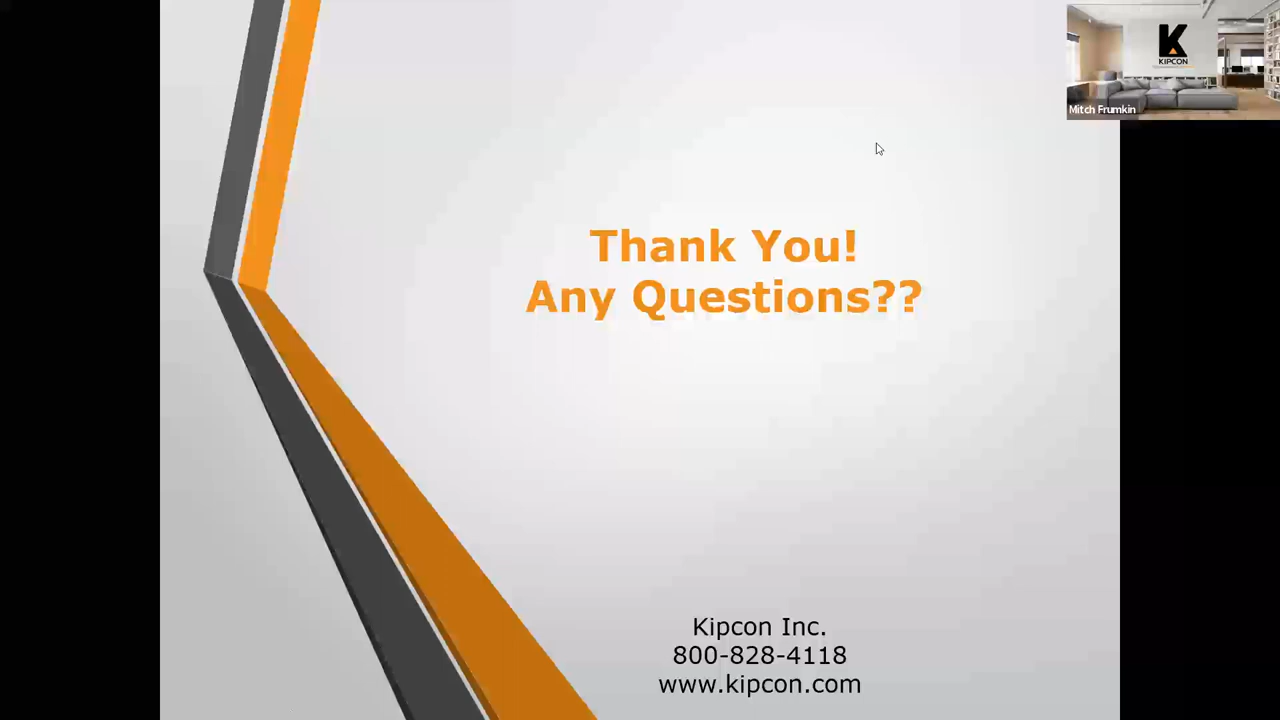 K
KIPCON
Mitch Frumkin
Thank You!
Any Questions??
Kipcon Inc.
800-828-4118
www.kipcon.com